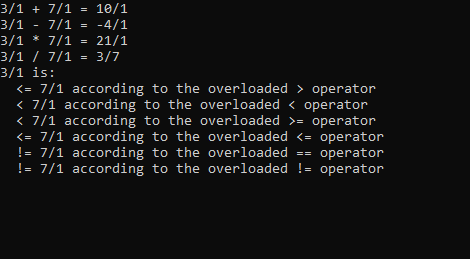 3/1 + 7/1 = 10/1
3/1 - 7/1 = -4/1
3/1 * 7/1 = 21/1
3/1 / 7/1 = 3/7
3/1 is:
  <= 7/1 according to the overloaded > operator
  < 7/1 according to the overloaded < operator
  < 7/1 according to the overloaded >= operator
  <= 7/1 according to the overloaded <= operator
  != 7/1 according to the overloaded == operator
  != 7/1 according to the overloaded != operator